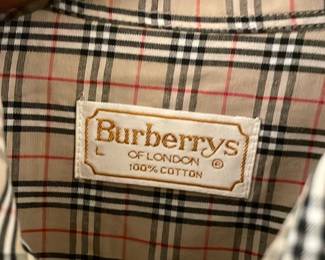 Burberrys
L OF LONDON ®
100% COTTON